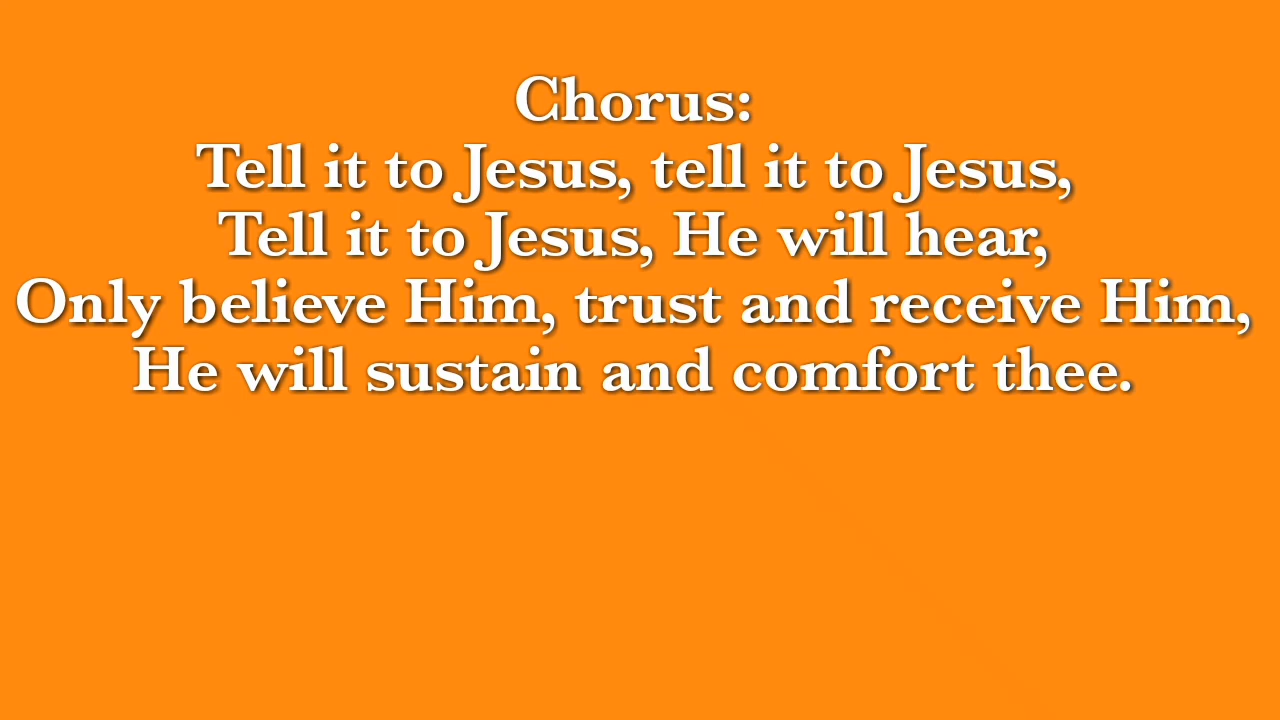 Chorus:
Tell it to Jesus, tell it to Jesus,
Tell it to Jesus, He will hear,
Only believe Him, trust and receive Him,
He will sustain and comfort thee.